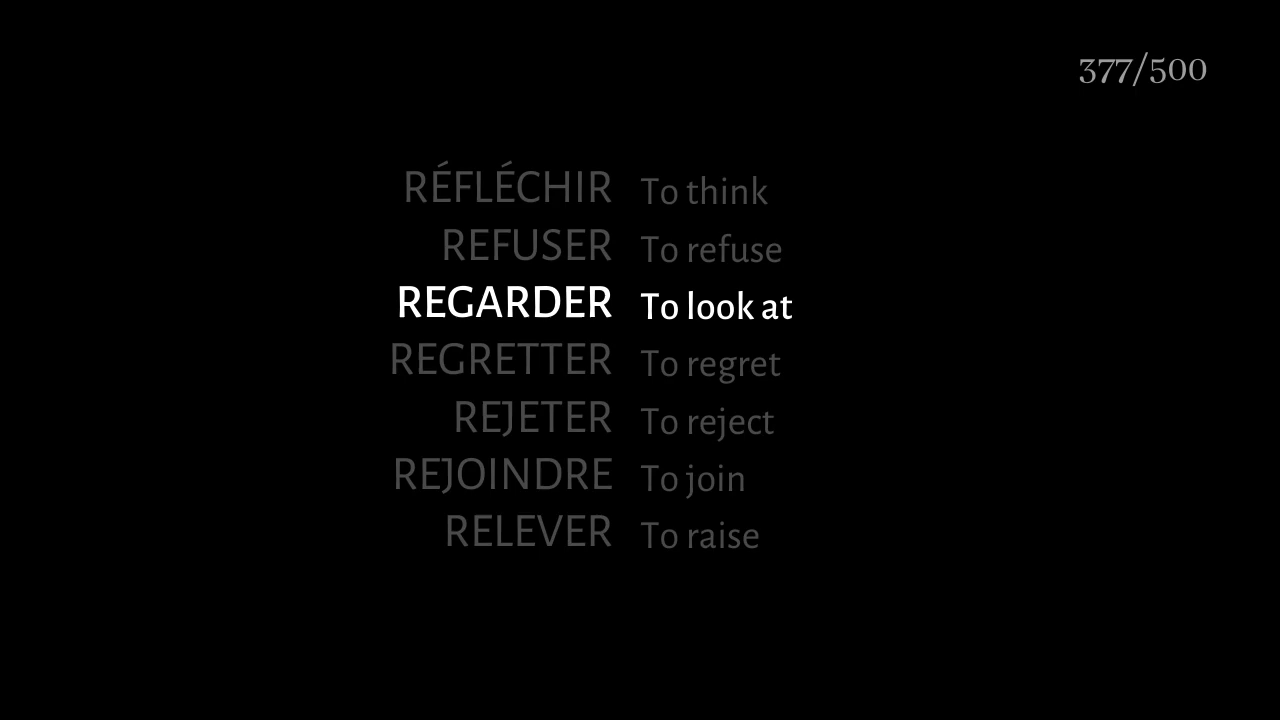 377/500
RÉFLÉCHIR To think
REFUSER To refuse
REGARDER To look at
REGRETTER To regret
REJETER To reject
REJOINDRE To join
RELEVER To raise